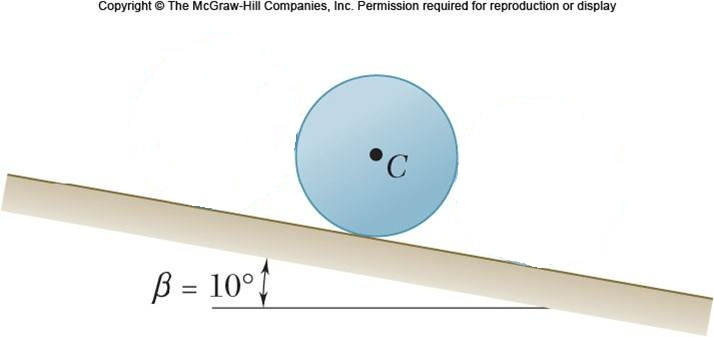 Copyright © The McGraw-Hill Companies, Inc. Permission required for reproduction or display
C
β = 10°